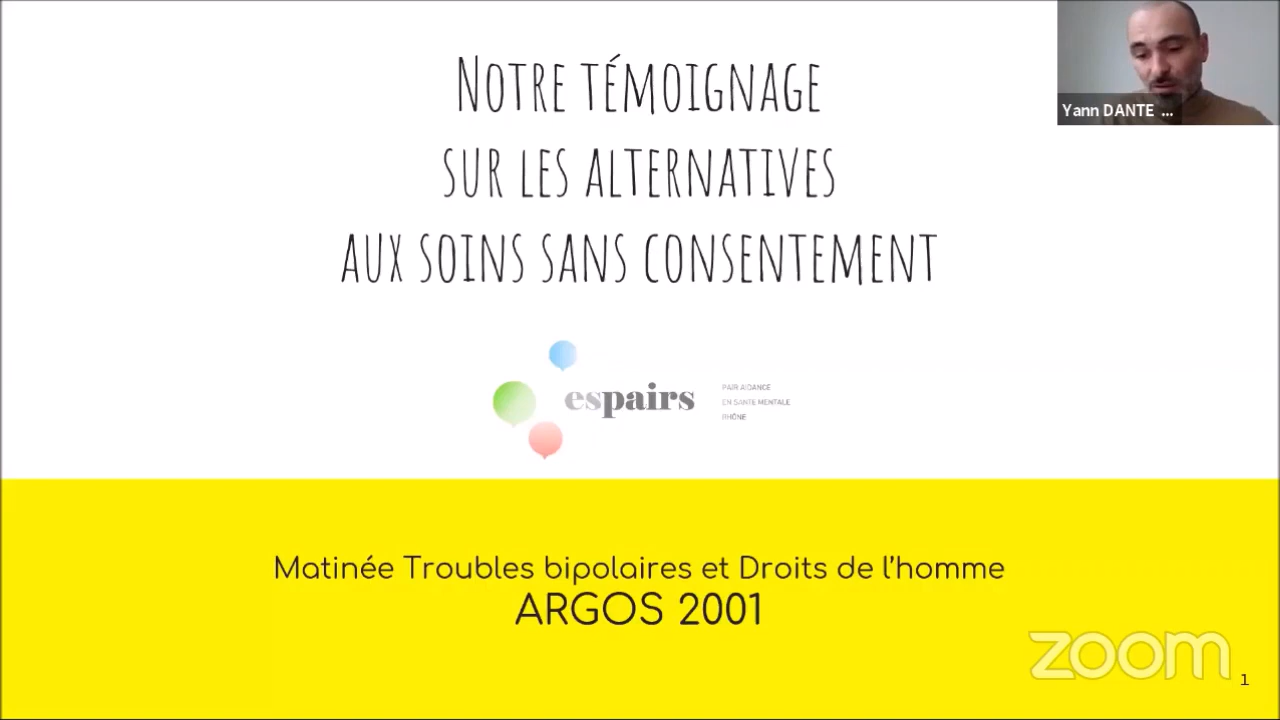 NOTRE TÉMOIGNAGE
SUR LES ALTERNATIVES
AUX SOINS SANS CONSENTEMENT
Yann DANTE ...
espairs
PAIR AIDANCE
EN SANTE MENTALE
RHÔNE
Matinée Troubles bipolaires et Droits de l'homme
ARGOS 2001
zoom
1